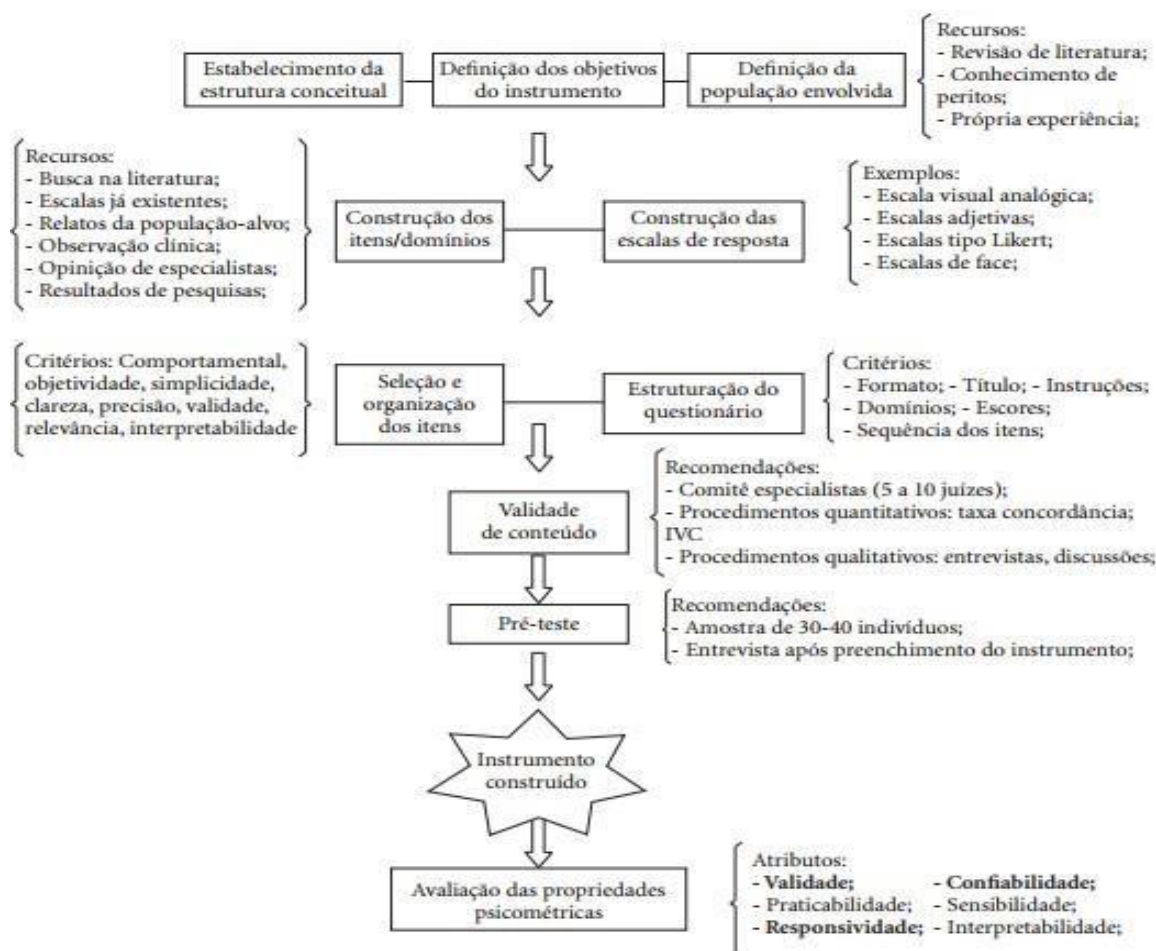 Estabelecimento da
estrutura conceitual
Definição dos objetivos
do instrumento
Definição da
população envolvida
Recursos:
- Revisão de literatura;
- Conhecimento de
peritos;
- Própria experiência;
Recursos:
- Busca na literatura;
- Escalas já existentes;
- Relatos da população-alvo;
- Observação clínica;
- Opinição de especialistas;
- Resultados de pesquisas;
Construção dos
itens/domínios
Construção das
escalas de resposta
Exemplos:
- Escala visual analógica;
- Escalas adjetivas;
- Escalas tipo Likert;
- Escalas de face;
Critérios: Comportamental,
objetividade, simplicidade,
clareza, precisão, validade,
relevância, interpretabilidade
Seleção e
organização
dos itens
Estruturação do
questionário
Critérios:
- Formato; - Título; - Instruções;
- Domínios; - Escores;
- Sequência dos itens;
Validade
de conteúdo
Recomendações:
- Comitê especialistas (5 a 10 juízes);
- Procedimentos quantitativos: taxa concordância;
IVC
- Procedimentos qualitativos: entrevistas, discussões;
Pré-teste
Recomendações:
- Amostra de 30-40 indivíduos;
- Entrevista após preenchimento do instrumento;
Instrumento
construído
Avaliação das propriedades
psicométricas
Atributos:
- Validade; - Confiabilidade;
- Praticabilidade; - Sensibilidade;
- Responsividade; - Interpretabilidade;